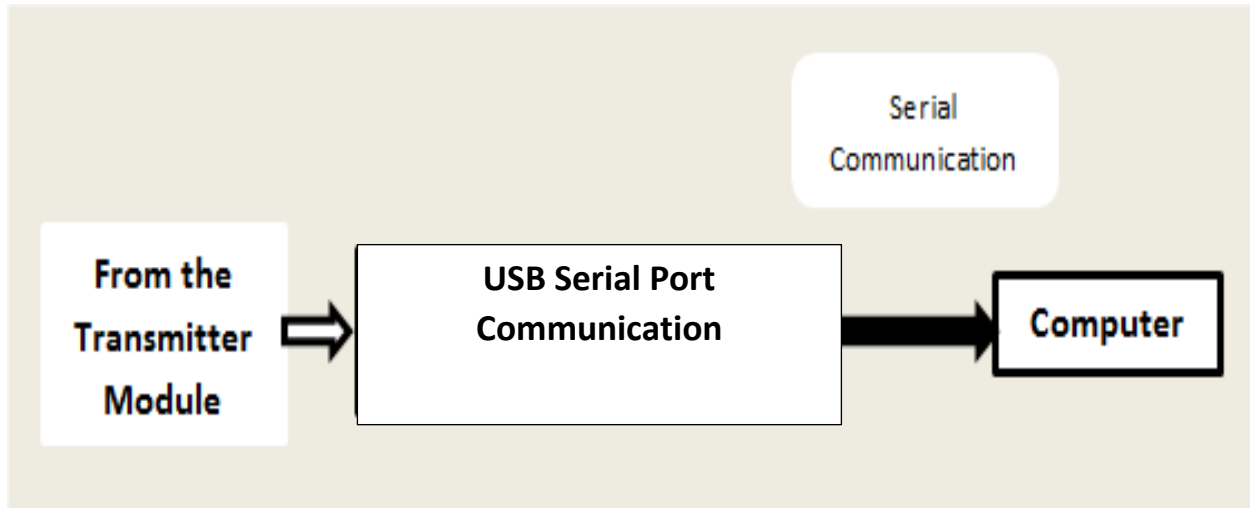 Serial
Communication
From the
Transmitter
Module
USB Serial Port
Communication
Computer